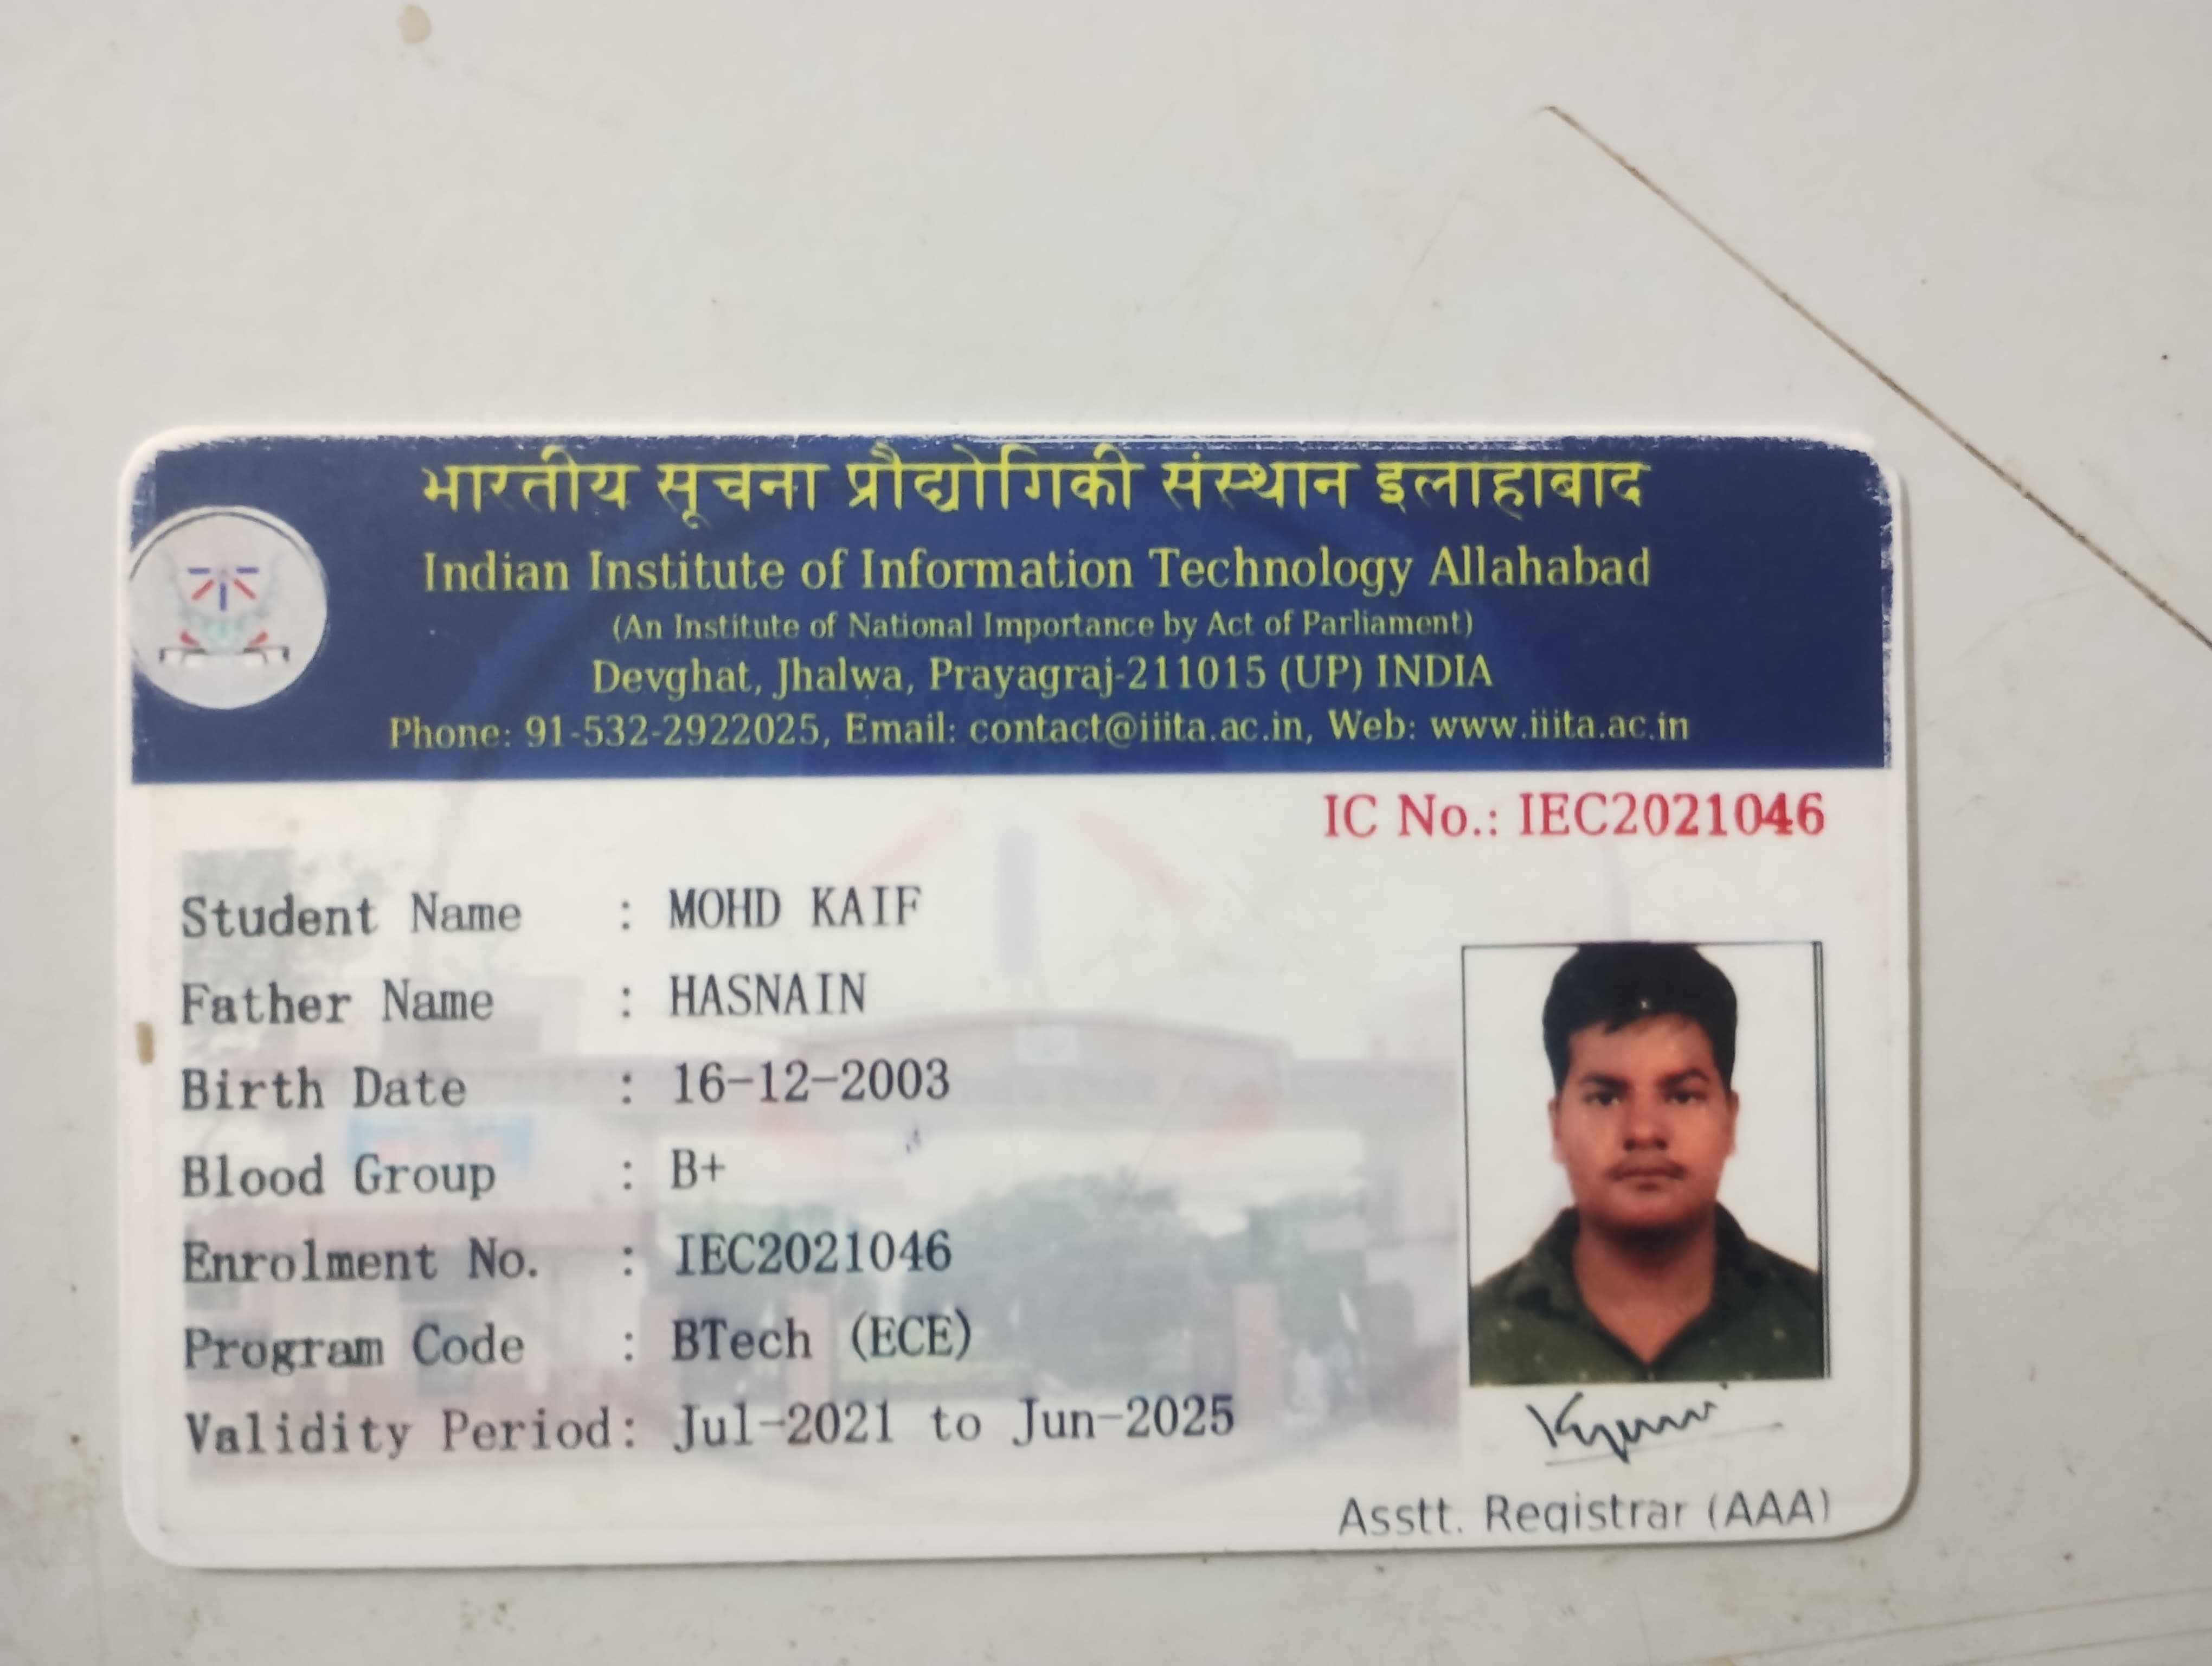 भारतीय सूचना प्रौद्योगिकी संस्थान इलाहाबाद
Indian Institute of Information Technology Allahabad
(An Institute of National Importance by Act of Parliament)
Devghat, Jhalwa, Prayagraj-211015 (UP) INDIA
Phone: 91-532-2922025, Email: contact@iiita.ac.in, Web: www.iiita.ac.in
IC No.: IEC2021046
Student Name : MOHD KAIF
Father Name : HASNAIN
Birth Date : 16-12-2003
Blood Group : B+
Enrolment No. : IEC2021046
Program Code : BTech (ECE)
Validity Period: Jul-2021 to Jun-2025
Asstt. Registrar (AAA)